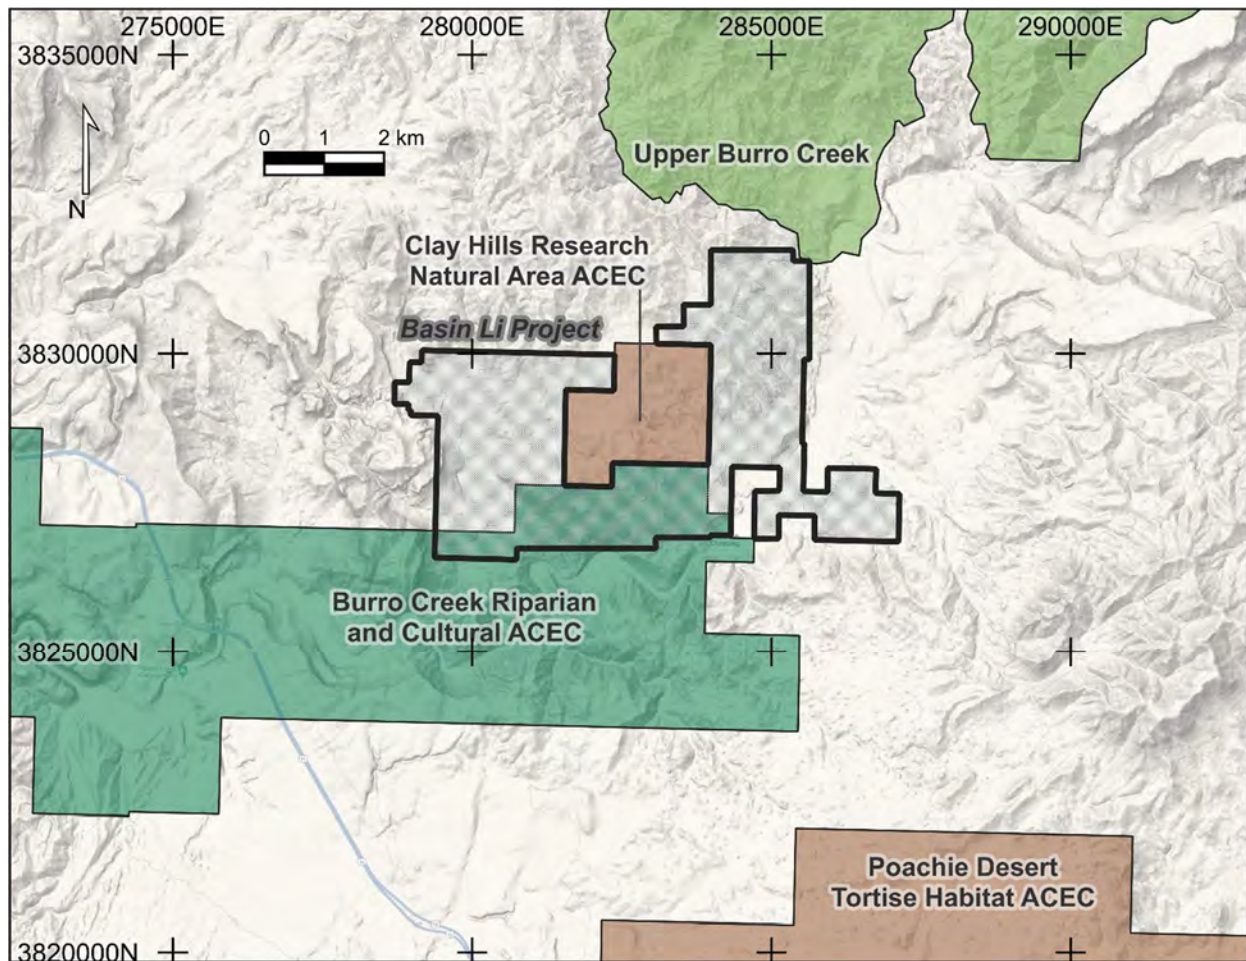 275000E
280000E
285000E
290000E
3835000N
0 1 2 km
N
Upper Burro Creek
Clay Hills Research
Natural Area ACEC
Basin Li Project
3830000N
Burro Creek Riparian
and Cultural ACEC
3825000N
Poachie Desert
Tortise Habitat ACEC
3820000N